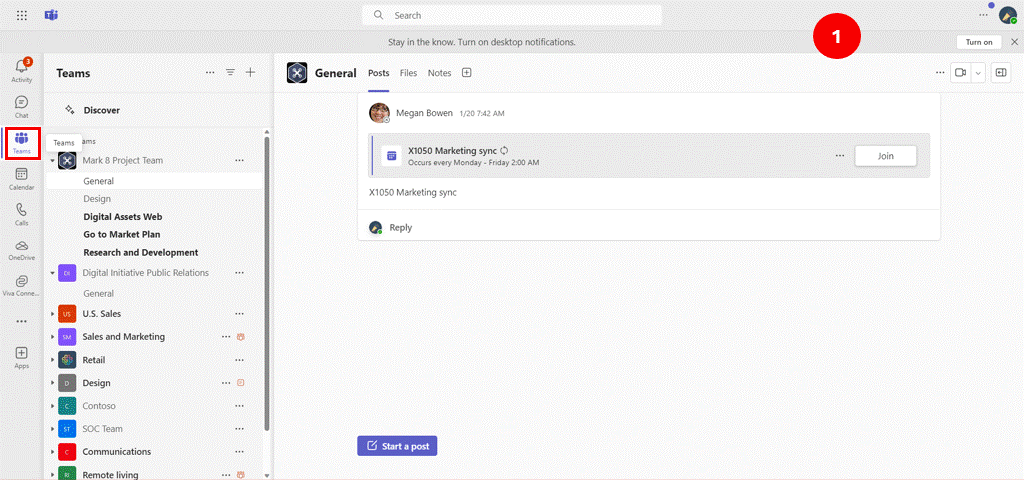 Search
Stay in the know. Turn on desktop notifications.
Turn on
1
3
Activity
Chat
Teams
Calendar
Calls
OneDrive
Viva Conne...
Apps
Teams
Discover
Teams
ams
Mark 8 Project Team
General
Design
Digital Assets Web
Go to Market Plan
Research and Development
DI Digital Initiative Public Relations
General
US U.S. Sales
SM Sales and Marketing
Retail
D Design
C Contoso
ST SOC Team
C Communications
Rl Remote living
General Posts Files Notes
Megan Bowen 1/20 7:42 AM
X1050 Marketing sync
Occurs every Monday - Friday 2:00 AM
Join
X1050 Marketing sync
Reply
Start a post